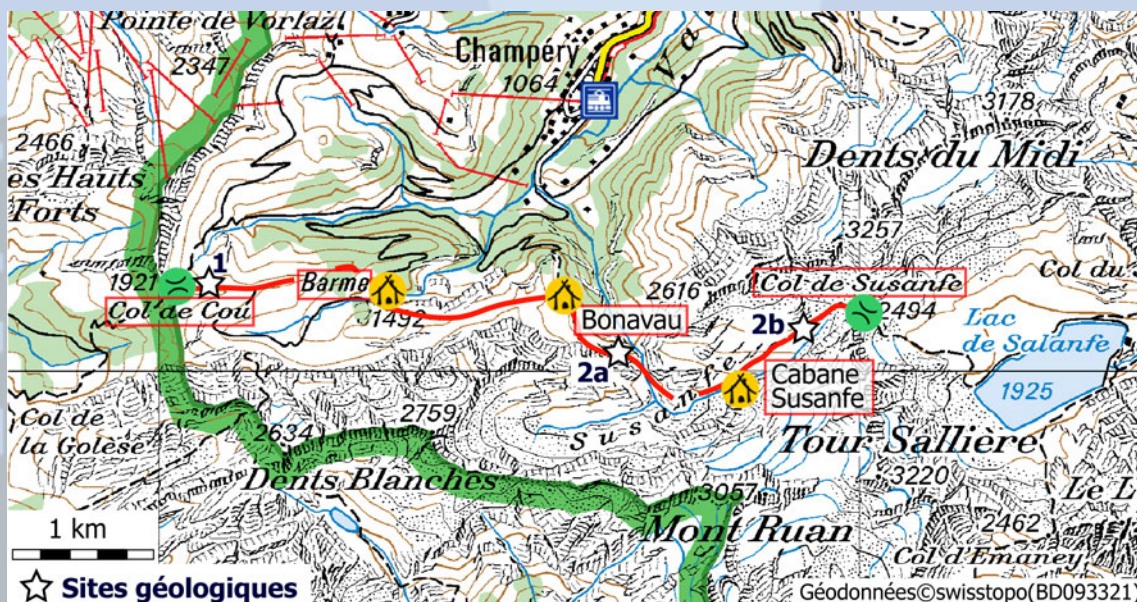 Pointe de Vorlaz
2347
Champéry
1064
Va
2466
es Hauts
Forts
3178
Dents du Midi
3257
1921
1
Col de Cou
Barme
1492
Bonavau
2616
Col de Susanfe
2494
2b
2a
Col du
Lac
de Salanfe
1925
Cabane
Susanfe
Susanfe
Col de
la Golèse
2759
2634
Dents Blanches
Tour Sallière
3220
3057
Mont Ruan
Le L
2462
Col d'Emaney
1 km
Sites géologiques
Géodonnées©swisstopo(BD093321)